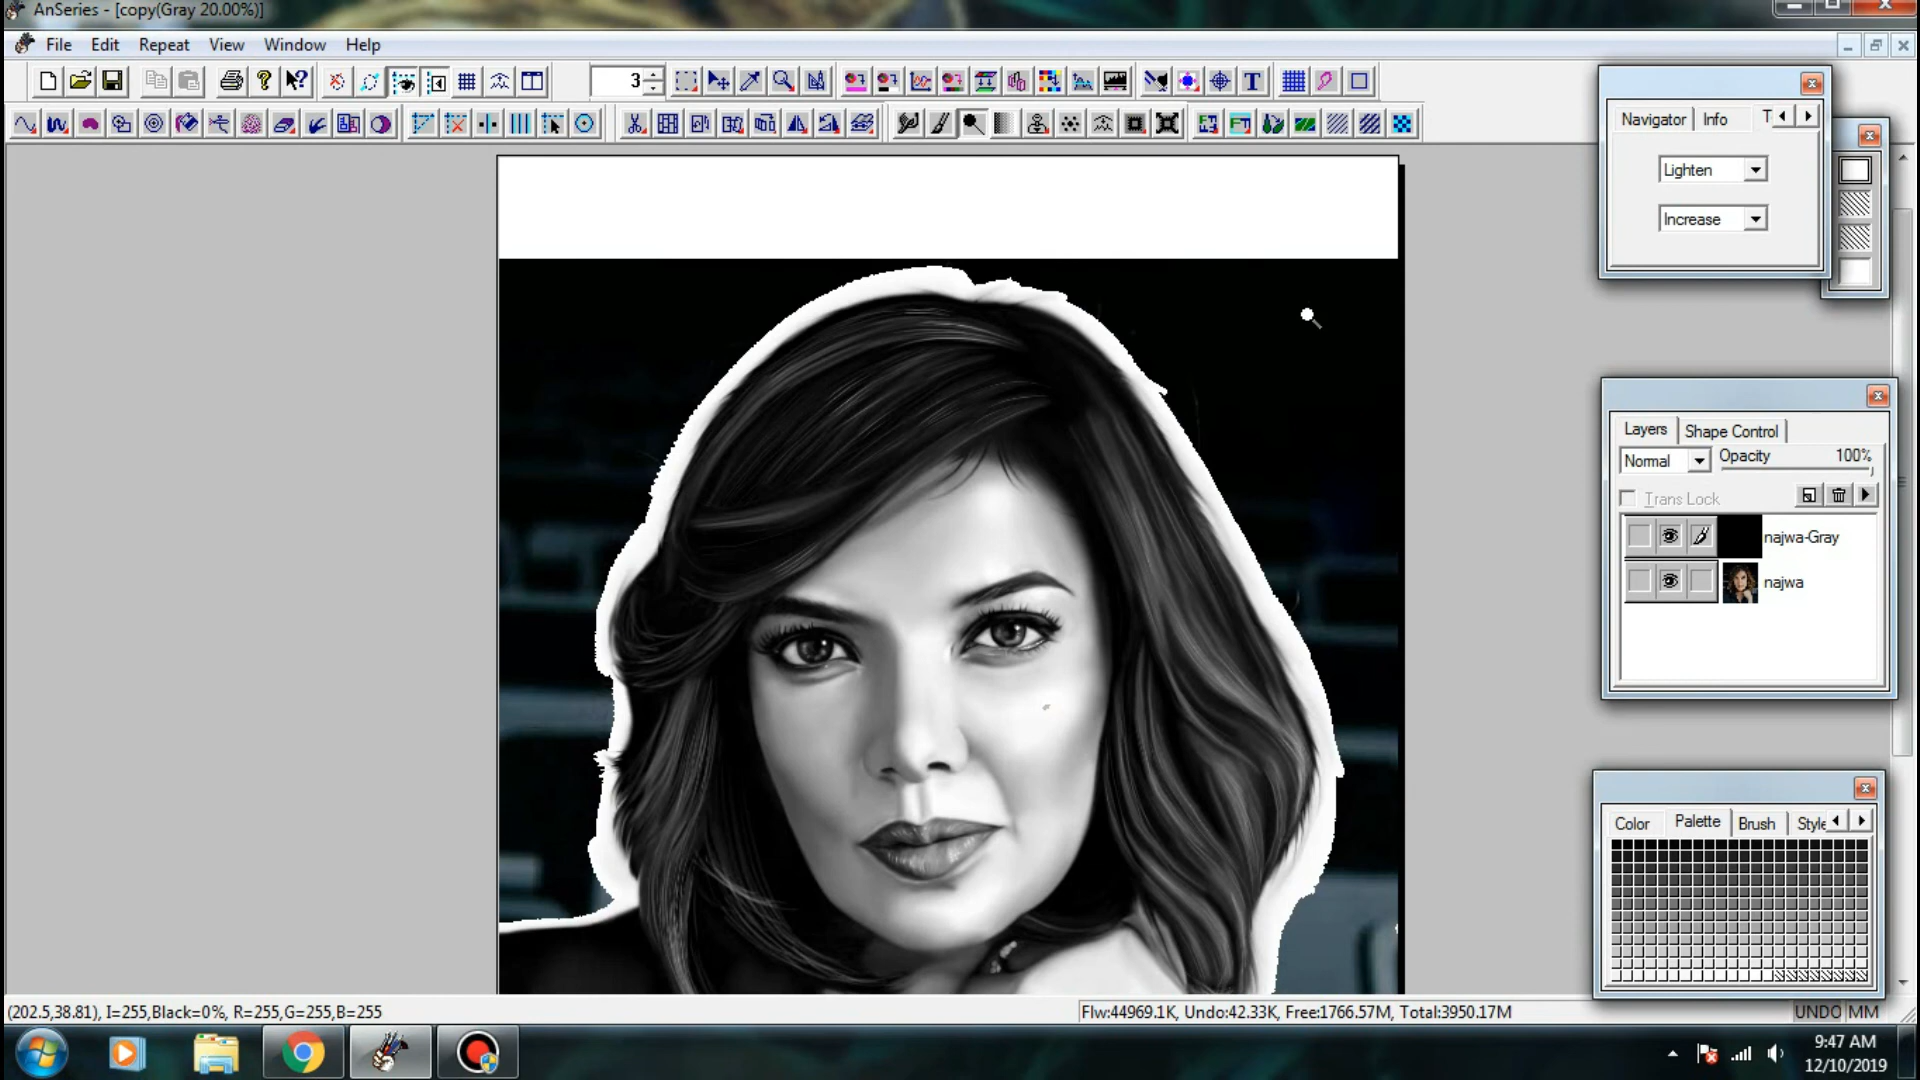 AnSeries - [copy(Gray 20.00%)]
File Edit Repeat View Window Help
3
Navigator Info T
Lighten
Increase
Layers Shape Control
Normal Opacity 100%
Trans Lock
najwa-Gray
najwa
Color Palette Brush Style
(202.5,38.81), I=255,Black=0%, R=255,G=255,B=255
Flw:44969.1K, Undo:42.33K, Free:1766.57M, Total:3950.17M
UNDO MM
9:47 AM
12/10/2019